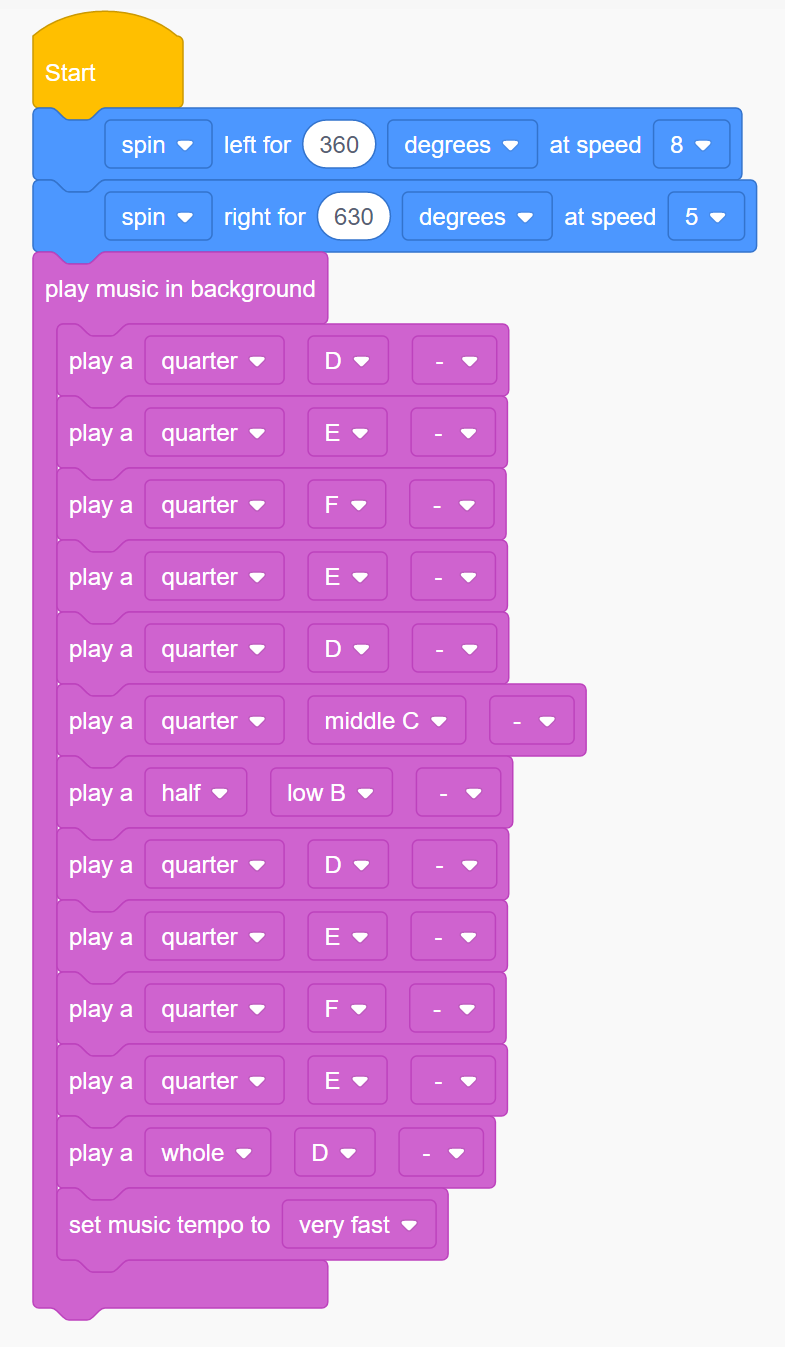 Start
spin left for 360 degrees at speed 8
spin right for 630 degrees at speed 5
play music in background
play a quarter D -
play a quarter E -
play a quarter F -
play a quarter E -
play a quarter D -
play a quarter middle C -
play a half low B -
play a quarter D -
play a quarter E -
play a quarter F -
play a quarter E -
play a whole D -
set music tempo to very fast